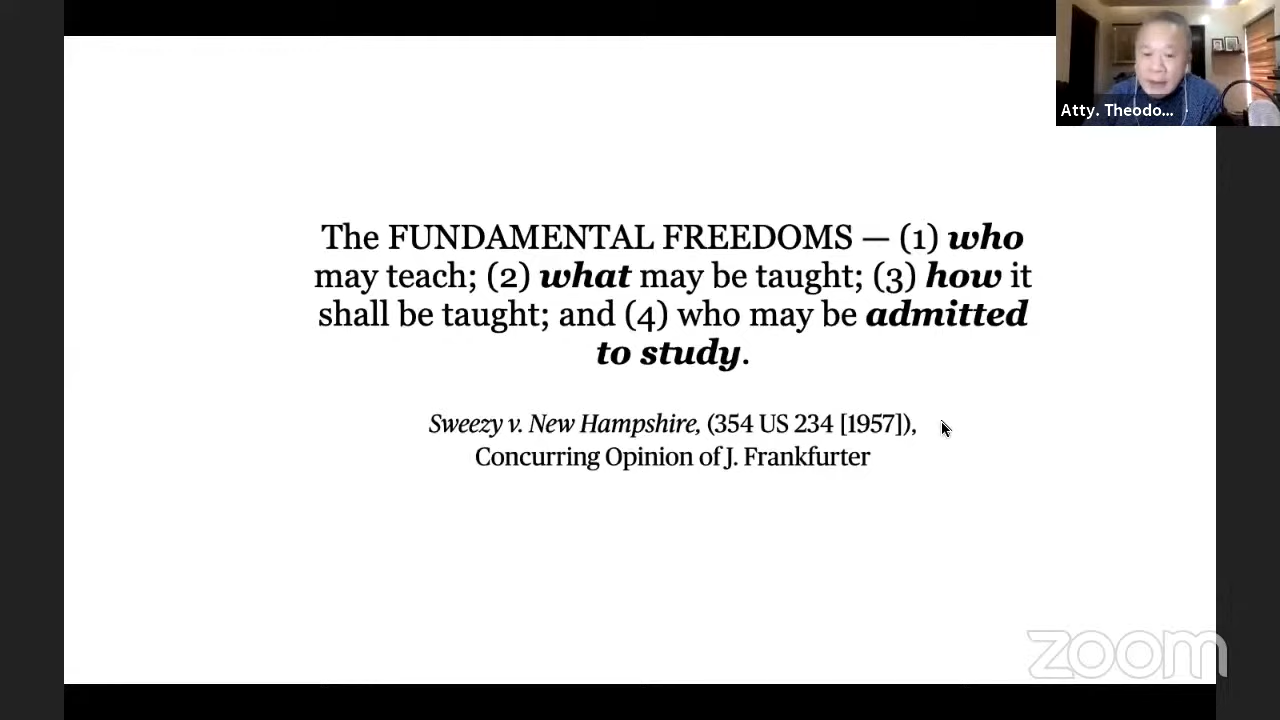 Atty. Theodo...
The FUNDAMENTAL FREEDOMS — (1) who
may teach; (2) what may be taught; (3) how it
shall be taught; and (4) who may be admitted
to study.
Sweezy v. New Hampshire, (354 US 234 [1957]),
Concurring Opinion of J. Frankfurter
zoom